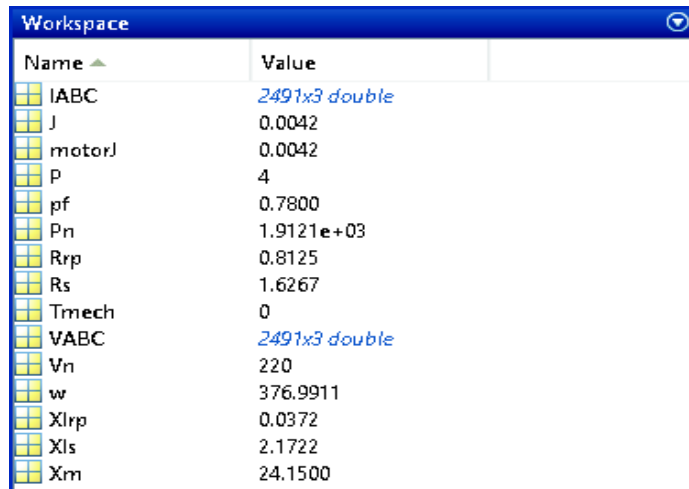 Workspace
Name Value
IABC 2491x3 double
J 0.0042
motorJ 0.0042
P 4
pf 0.7800
Pn 1.9121e+03
Rrp 0.8125
Rs 1.6267
Tmech 0
VABC 2491x3 double
Vn 220
w 376.9911
Xlrp 0.0372
Xls 2.1722
Xm 24.1500